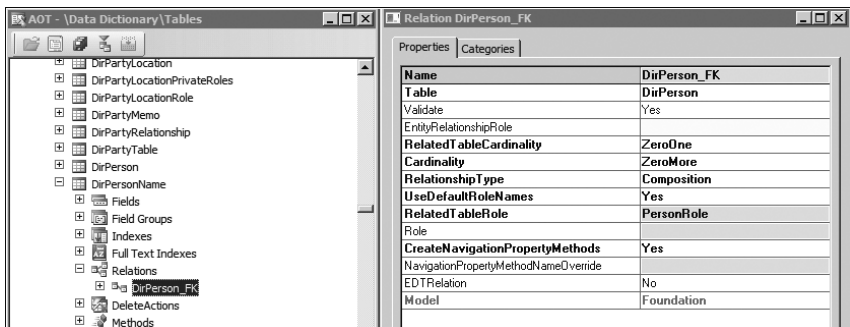 AOT - \Data Dictionary\Tables
DirPartyLocation
DirPartyLocationPrivateRoles
DirPartyLocationRole
DirPartyMemo
DirPartyRelationship
DirPartyTable
DirPerson
DirPersonName
Fields
Field Groups
Indexes
Full Text Indexes
Relations
DirPerson_FK
DeleteActions
Methods
Relation DirPerson_FK
Properties Categories
Name DirPerson_FK
Table DirPerson
Validate Yes
EntityRelationshipRole
RelatedTableCardinality ZeroOne
Cardinality ZeroMore
RelationshipType Composition
UseDefaultRoleNames Yes
RelatedTableRole PersonRole
Role
CreateNavigationPropertyMethods Yes
NavigationPropertyMethodNameOverride
EDTRelation No
Model Foundation